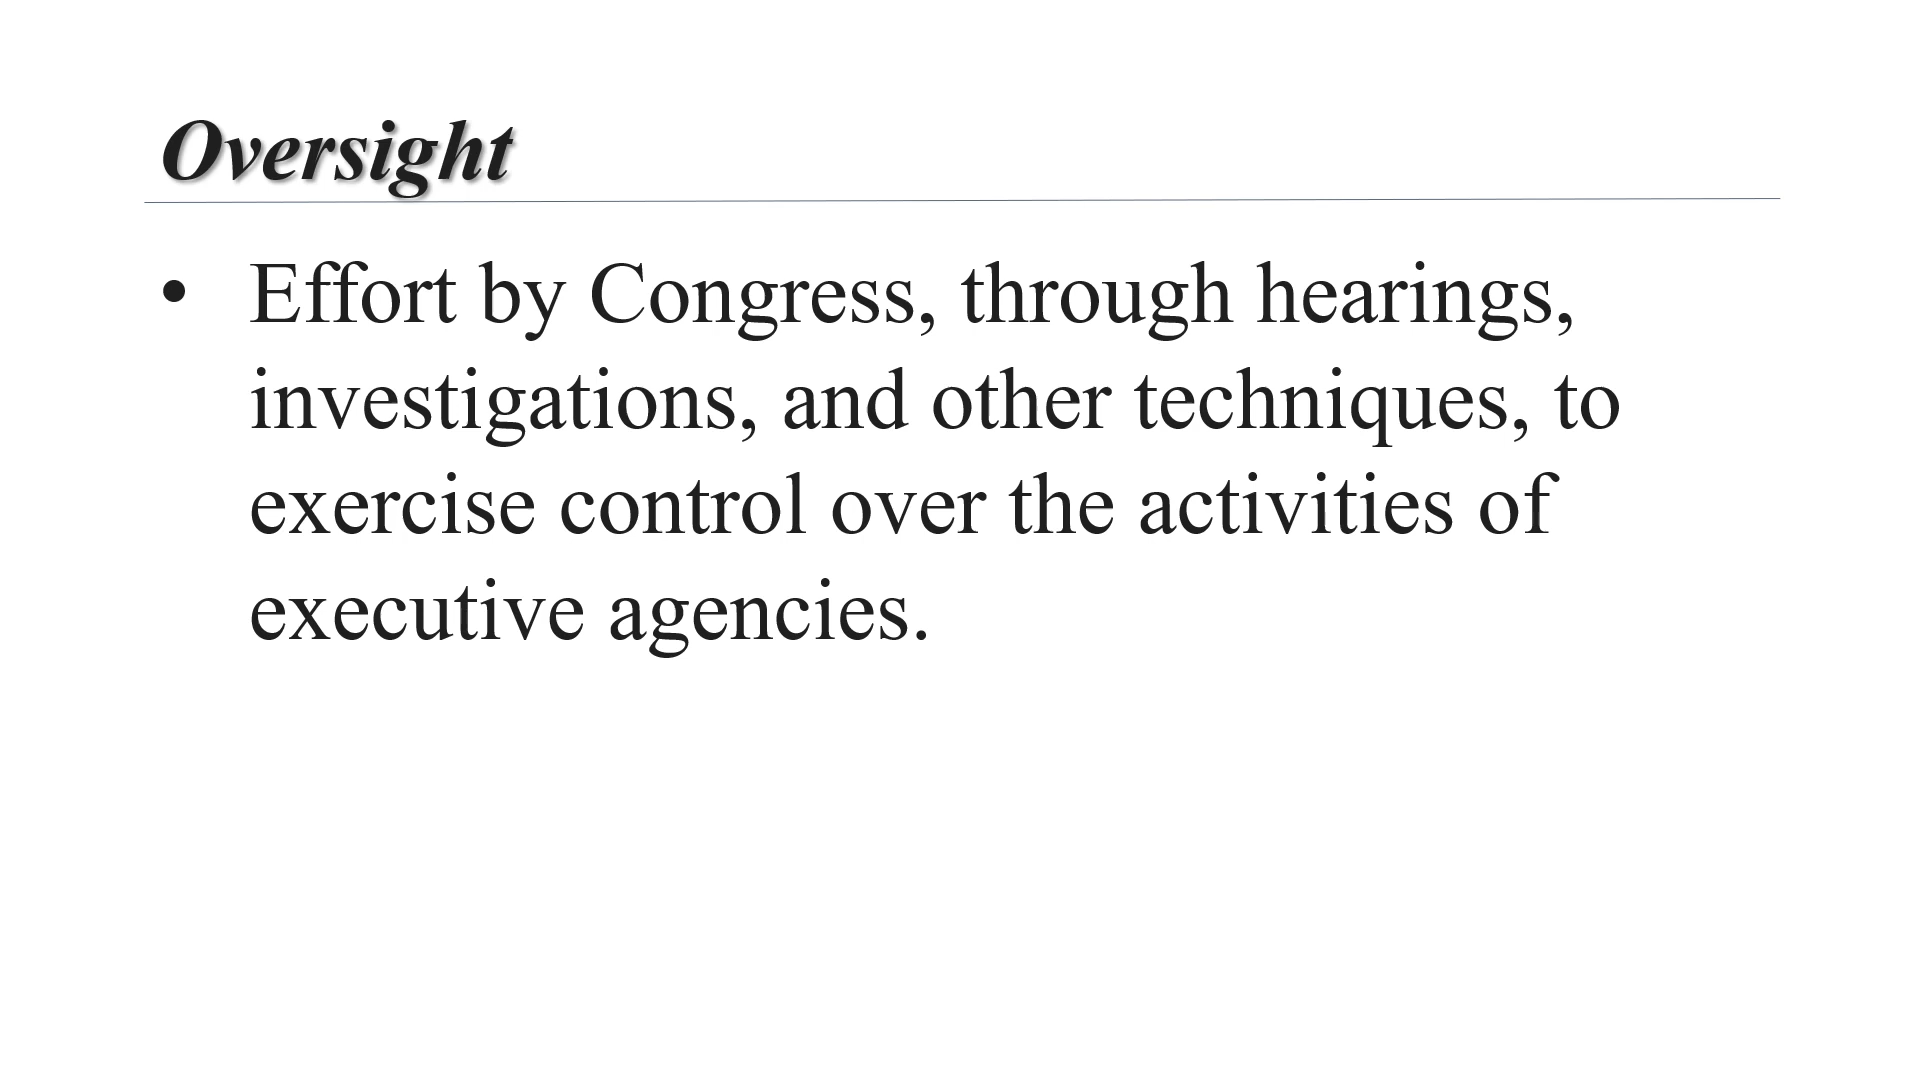 Oversight
• Effort by Congress, through hearings,
investigations, and other techniques, to
exercise control over the activities of
executive agencies.